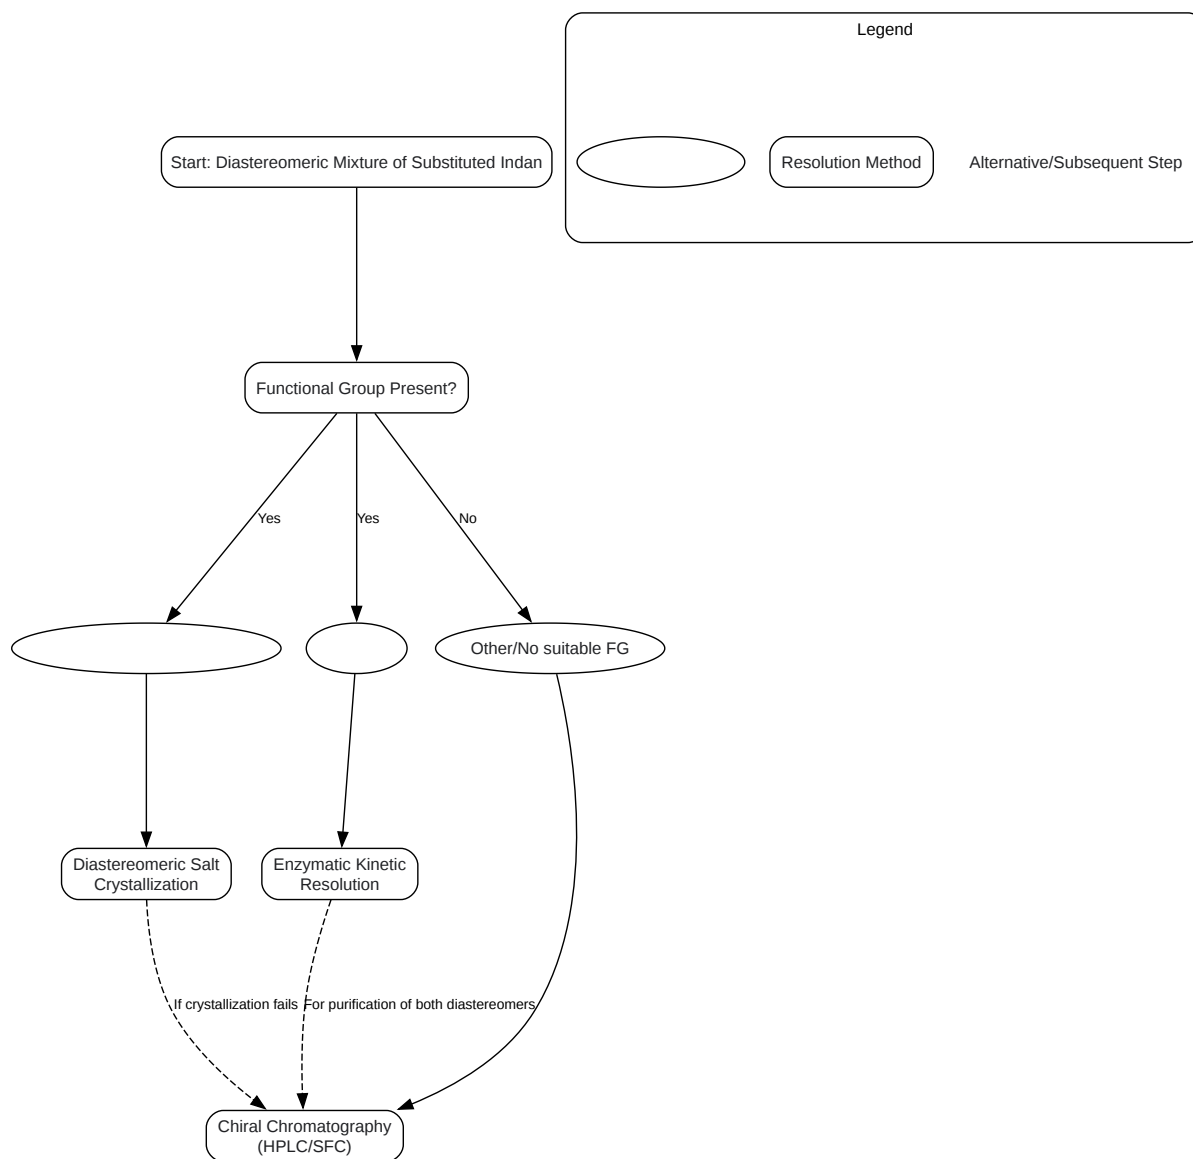 Legend
Start: Diastereomeric Mixture of Substituted Indan
Resolution Method
Alternative/Subsequent Step
Functional Group Present?
Yes
Yes
No
Other/No suitable FG
Diastereomeric Salt
Crystallization
Enzymatic Kinetic
Resolution
If crystallization fails
For purification of both diastereomers
Chiral Chromatography
(HPLC/SFC)